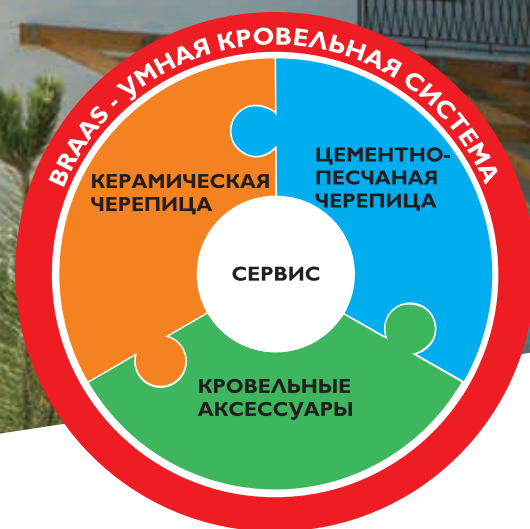 BRAAS - УМНАЯ КРОВЕЛЬНАЯ СИСТЕМА
КЕРАМИЧЕСКАЯ
ЧЕРЕПИЦА
ЦЕМЕНТНО-
ПЕСЧАНАЯ
ЧЕРЕПИЦА
СЕРВИС
КРОВЕЛЬНЫЕ
АКСЕССУАРЫ